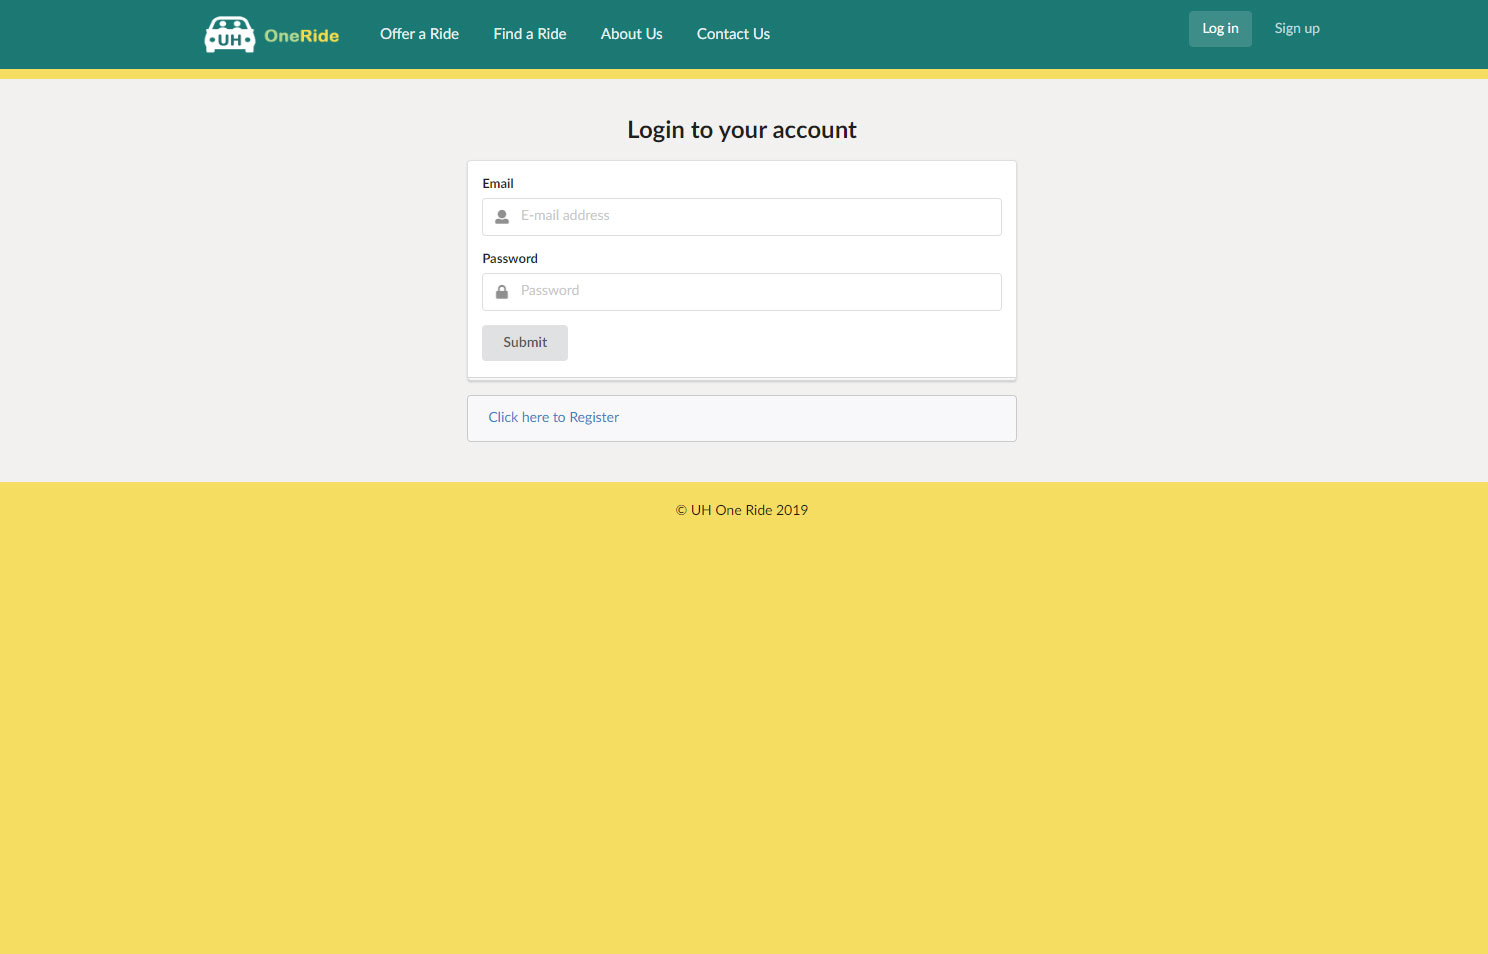 UH OneRide Offer a Ride Find a Ride About Us Contact Us Log in Sign up
Login to your account
Email
E-mail address
Password
Password
Submit
Click here to Register
© UH One Ride 2019